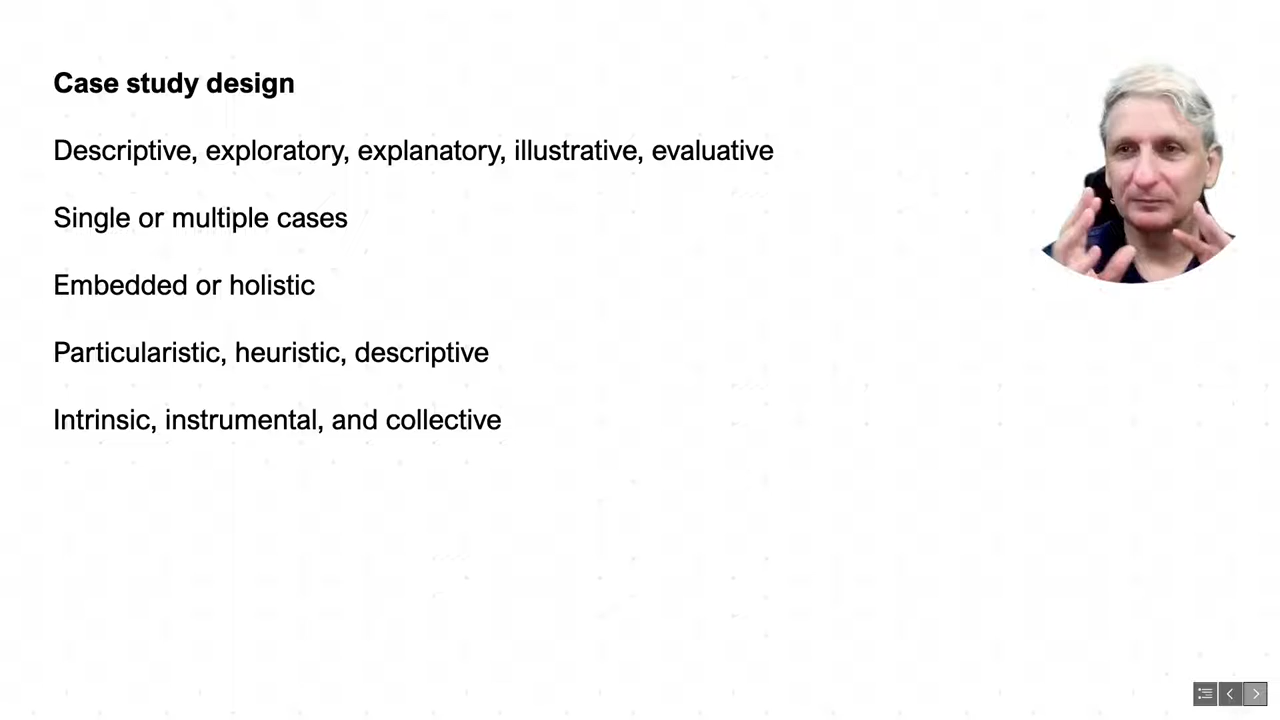 Case study design
Descriptive, exploratory, explanatory, illustrative, evaluative
Single or multiple cases
Embedded or holistic
Particularistic, heuristic, descriptive
Intrinsic, instrumental, and collective